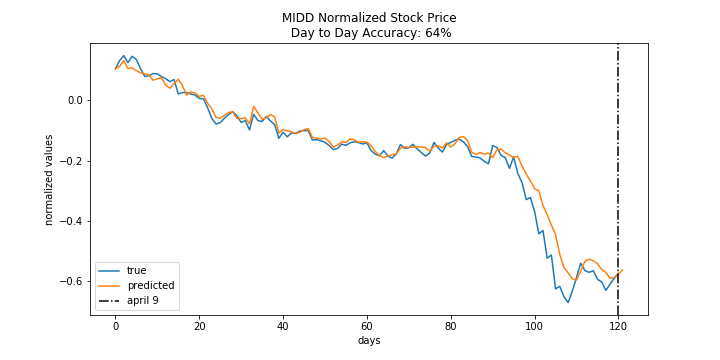 MIDD Normalized Stock Price
Day to Day Accuracy: 64%
normalized values
0.0
−0.2
−0.4
−0.6
true
predicted
april 9
0 20 40 60 80 100 120
days